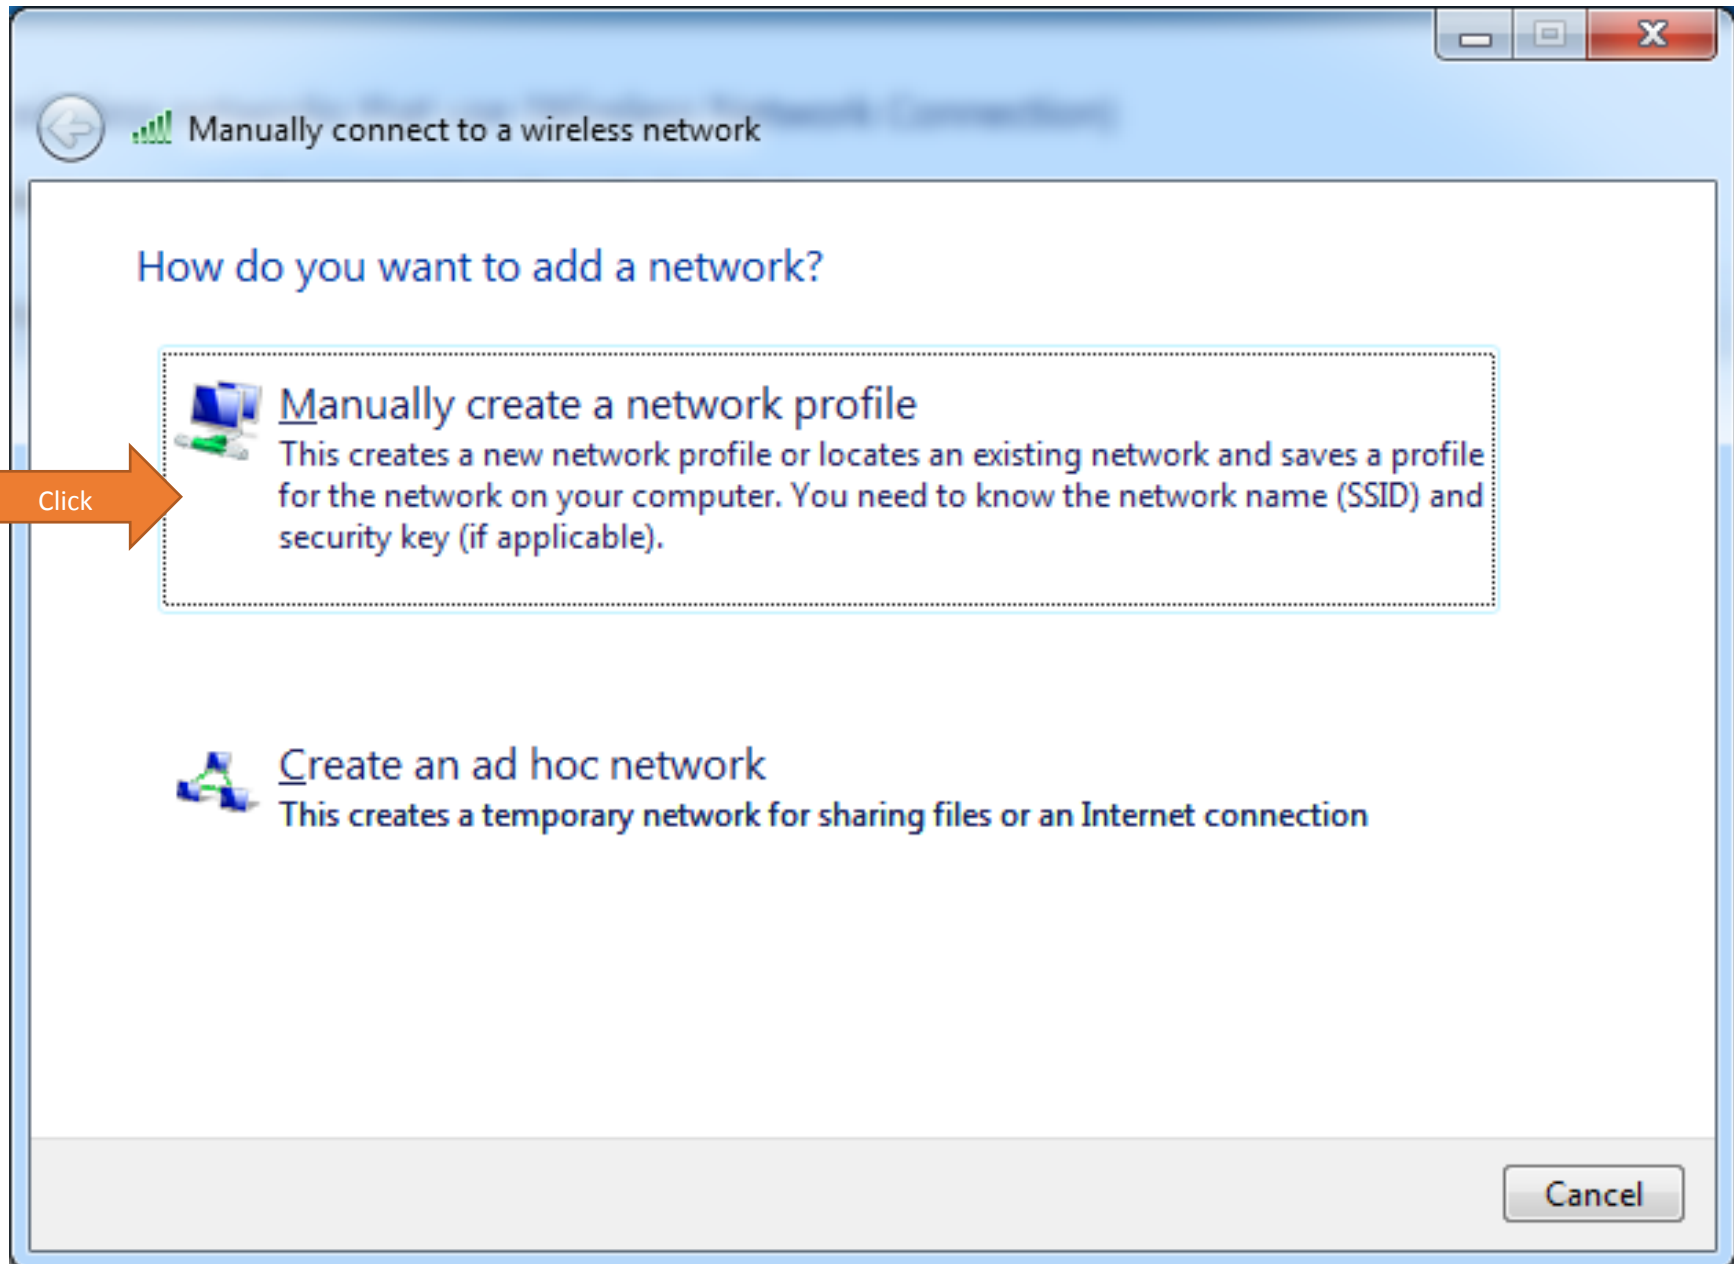 Manually connect to a wireless network
How do you want to add a network?
Manually create a network profile
This creates a new network profile or locates an existing network and saves a profile
for the network on your computer. You need to know the network name (SSID) and
security key (if applicable).
Click
Create an ad hoc network
This creates a temporary network for sharing files or an Internet connection
Cancel